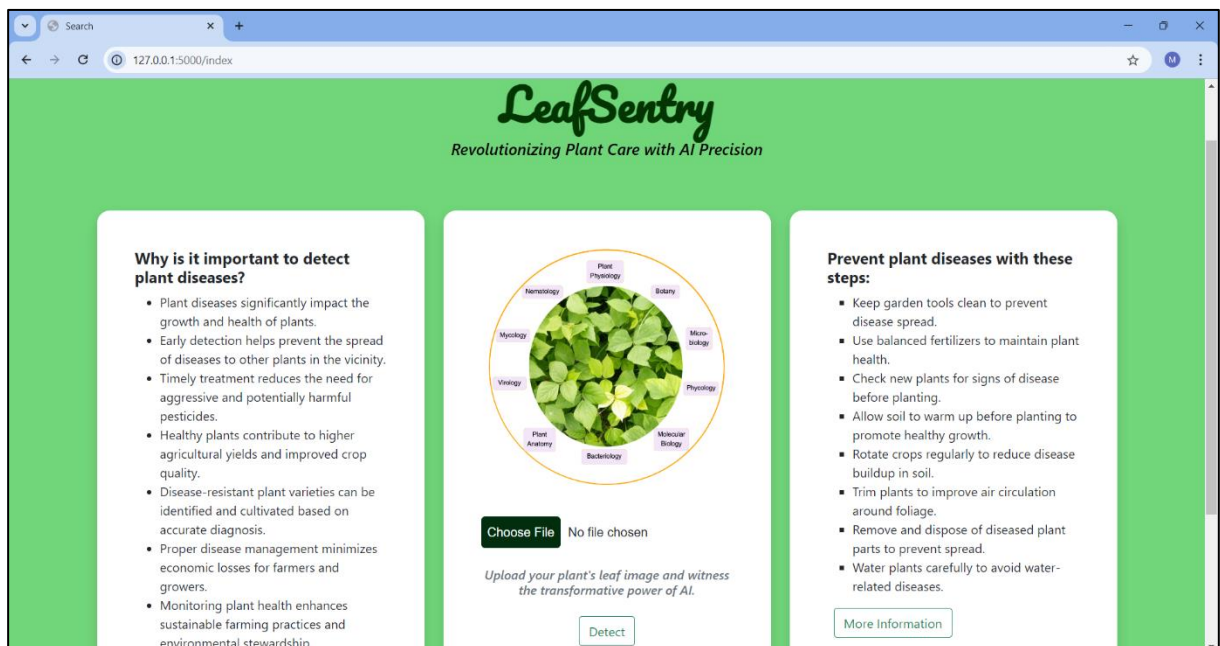 Search
127.0.0.1:5000/index
M
LeafSentry
Revolutionizing Plant Care with AI Precision
Why is it important to detect
plant diseases?
• Plant diseases significantly impact the
growth and health of plants.
• Early detection helps prevent the spread
of diseases to other plants in the vicinity.
• Timely treatment reduces the need for
aggressive and potentially harmful
pesticides.
• Healthy plants contribute to higher
agricultural yields and improved crop
quality.
• Disease-resistant plant varieties can be
identified and cultivated based on
accurate diagnosis.
• Proper disease management minimizes
economic losses for farmers and
growers.
• Monitoring plant health enhances
sustainable farming practices and
environmental stewardship
Plant
Physiology
Nematology
Botany
Mycology
Micro-
biology
Virology
Phycology
Plant
Anatomy
Molecular
Biology
Bacteriology
Choose File No file chosen
Upload your plant's leaf image and witness
the transformative power of AI.
Detect
Prevent plant diseases with these
steps:
▪ Keep garden tools clean to prevent
disease spread.
▪ Use balanced fertilizers to maintain plant
health.
▪ Check new plants for signs of disease
before planting.
▪ Allow soil to warm up before planting to
promote healthy growth.
▪ Rotate crops regularly to reduce disease
buildup in soil.
▪ Trim plants to improve air circulation
around foliage.
▪ Remove and dispose of diseased plant
parts to prevent spread.
▪ Water plants carefully to avoid water-
related diseases.
More Information